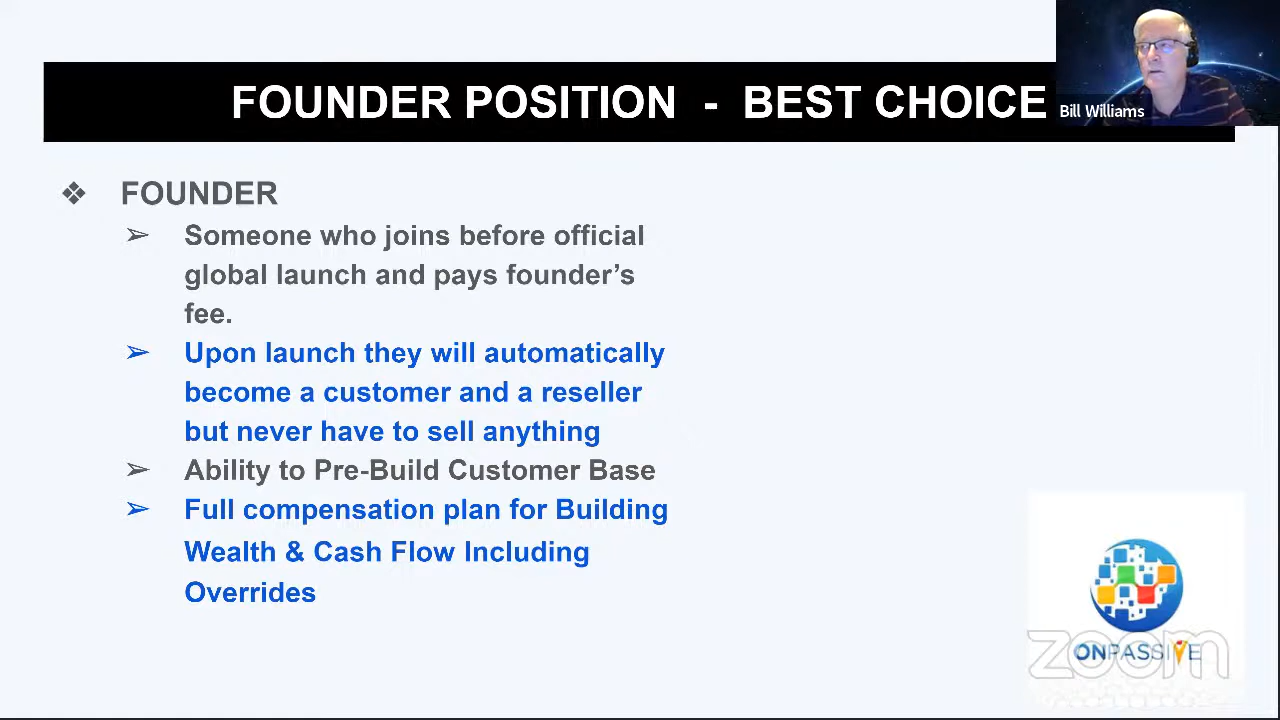 FOUNDER POSITION - BEST CHOICE
Bill Williams
❖ FOUNDER
➢ Someone who joins before official
global launch and pays founder’s
fee.
➢ Upon launch they will automatically
become a customer and a reseller
but never have to sell anything
➢ Ability to Pre-Build Customer Base
➢ Full compensation plan for Building
Wealth & Cash Flow Including
Overrides
zoom
ONPASSIVE